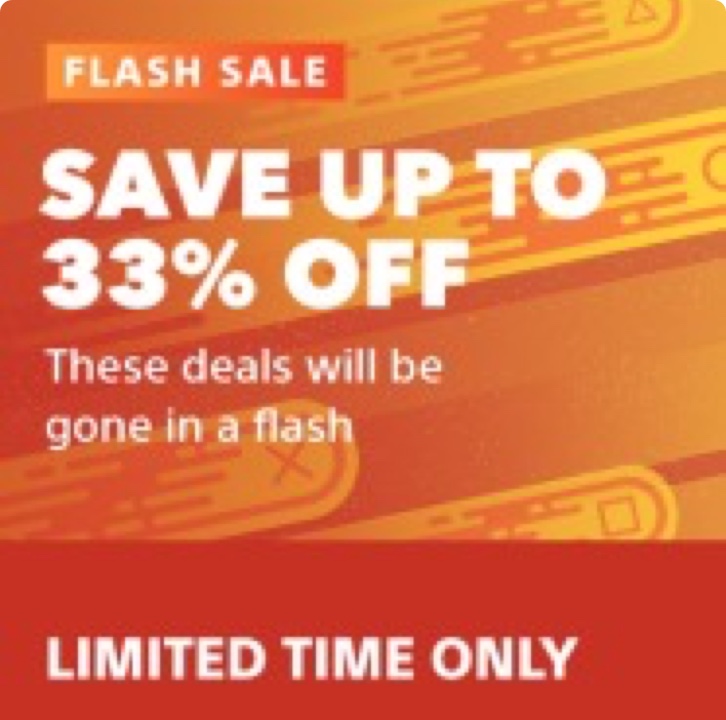 FLASH SALE
SAVE UP TO
33% OFF
These deals will be
gone in a flash
LIMITED TIME ONLY